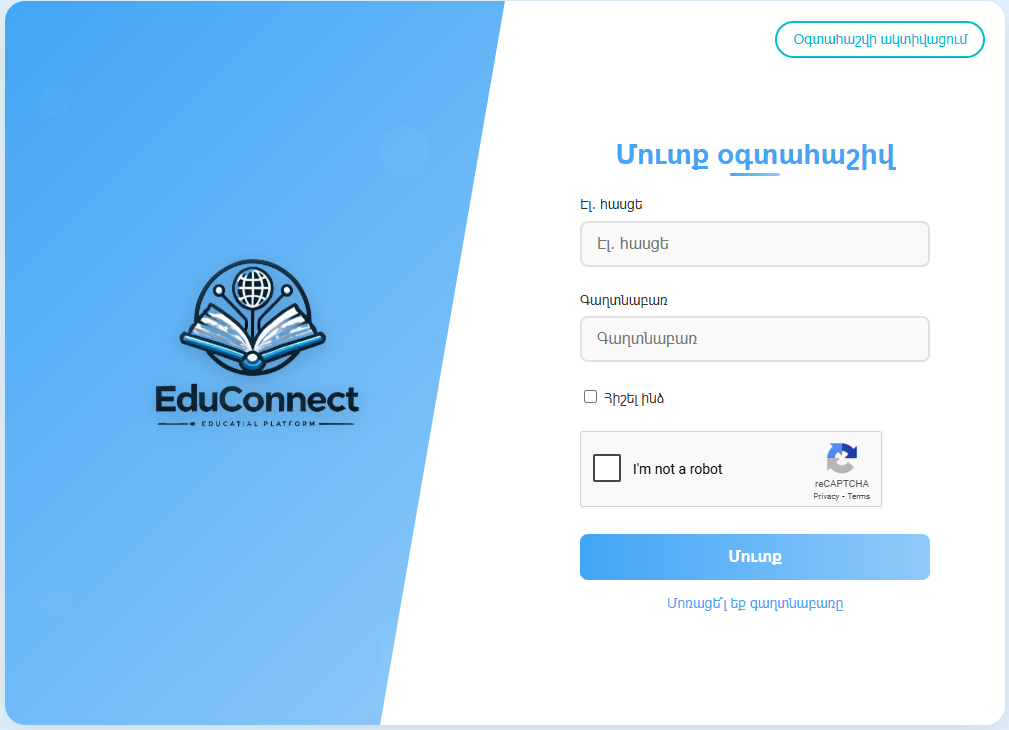 Օգտահաշվի ակտիվացում
EduConnect
EDUCATIAL PLATFORM
Մուտք օգտահաշիվ
Էլ. հասցե
Էլ. հասցե
Գաղտնաբառ
Գաղտնաբառ
Հիշել ինձ
I'm not a robot
reCAPTCHA
Privacy - Terms
Մուտք
Մոռացե՞լ եք գաղտնաբառը